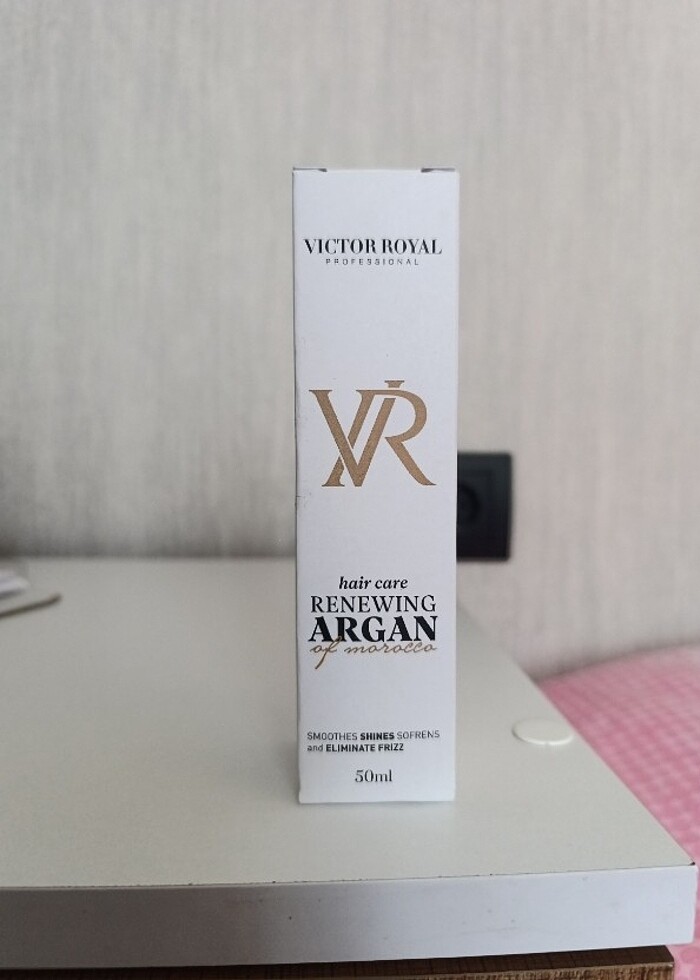 VICTOR ROYAL
PROFESSIONAL
VR
hair care
RENEWING
ARGAN
of morocco
SMOOTHES SHINES SOFRENS
and ELIMINATE FRIZZ
50ml